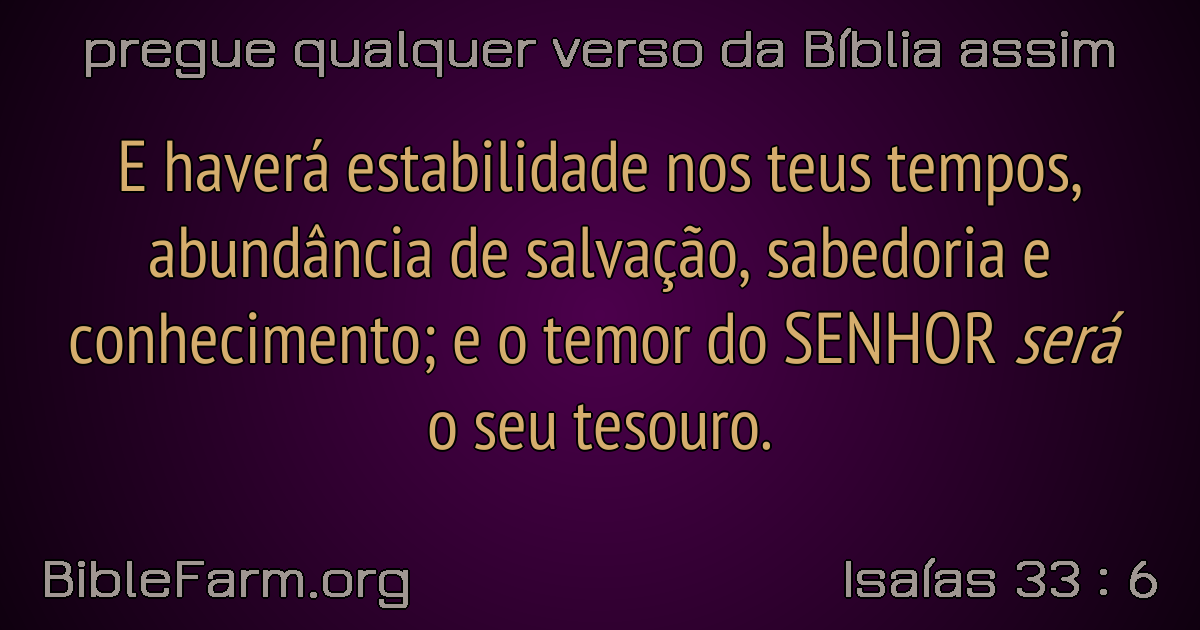 pregue qualquer verso da Bíblia assim
E haverá estabilidade nos teus tempos,
abundância de salvação, sabedoria e
conhecimento; e o temor do SENHOR será
o seu tesouro.
BibleFarm.org
Isaías 33 : 6